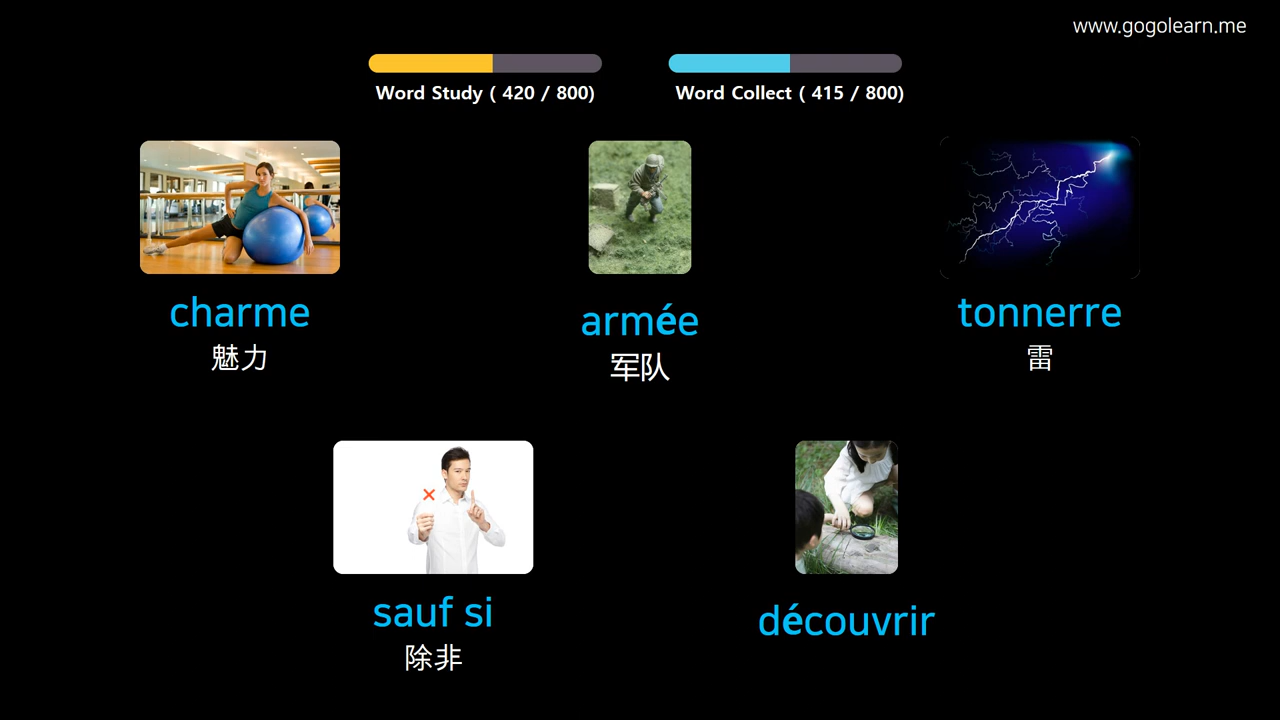 www.gogolearn.me
Word Study ( 420 / 800)
Word Collect ( 415 / 800)
charme
魅力
armée
军队
tonnerre
雷
sauf si
除非
découvrir